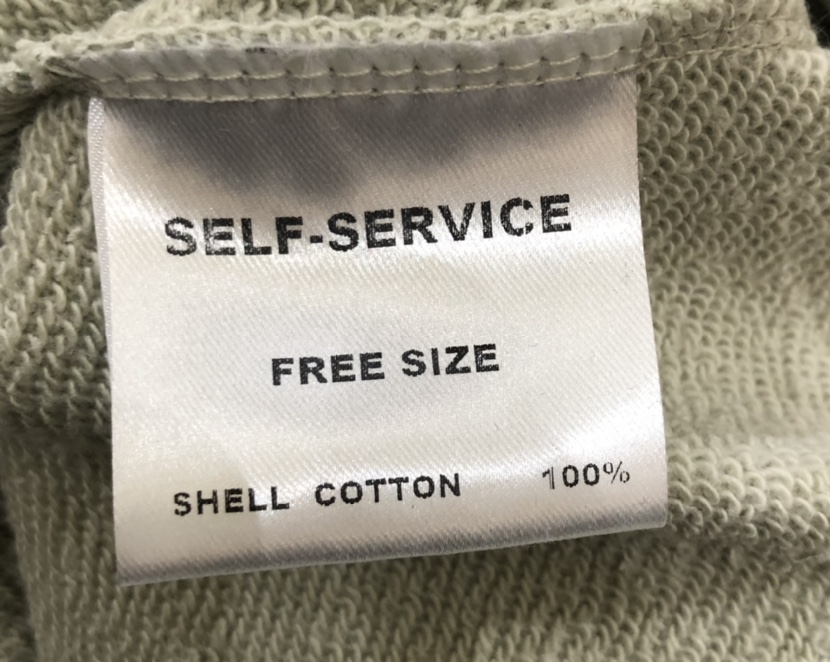 SELF-SERVICE
FREE SIZE
SHELL COTTON 100%